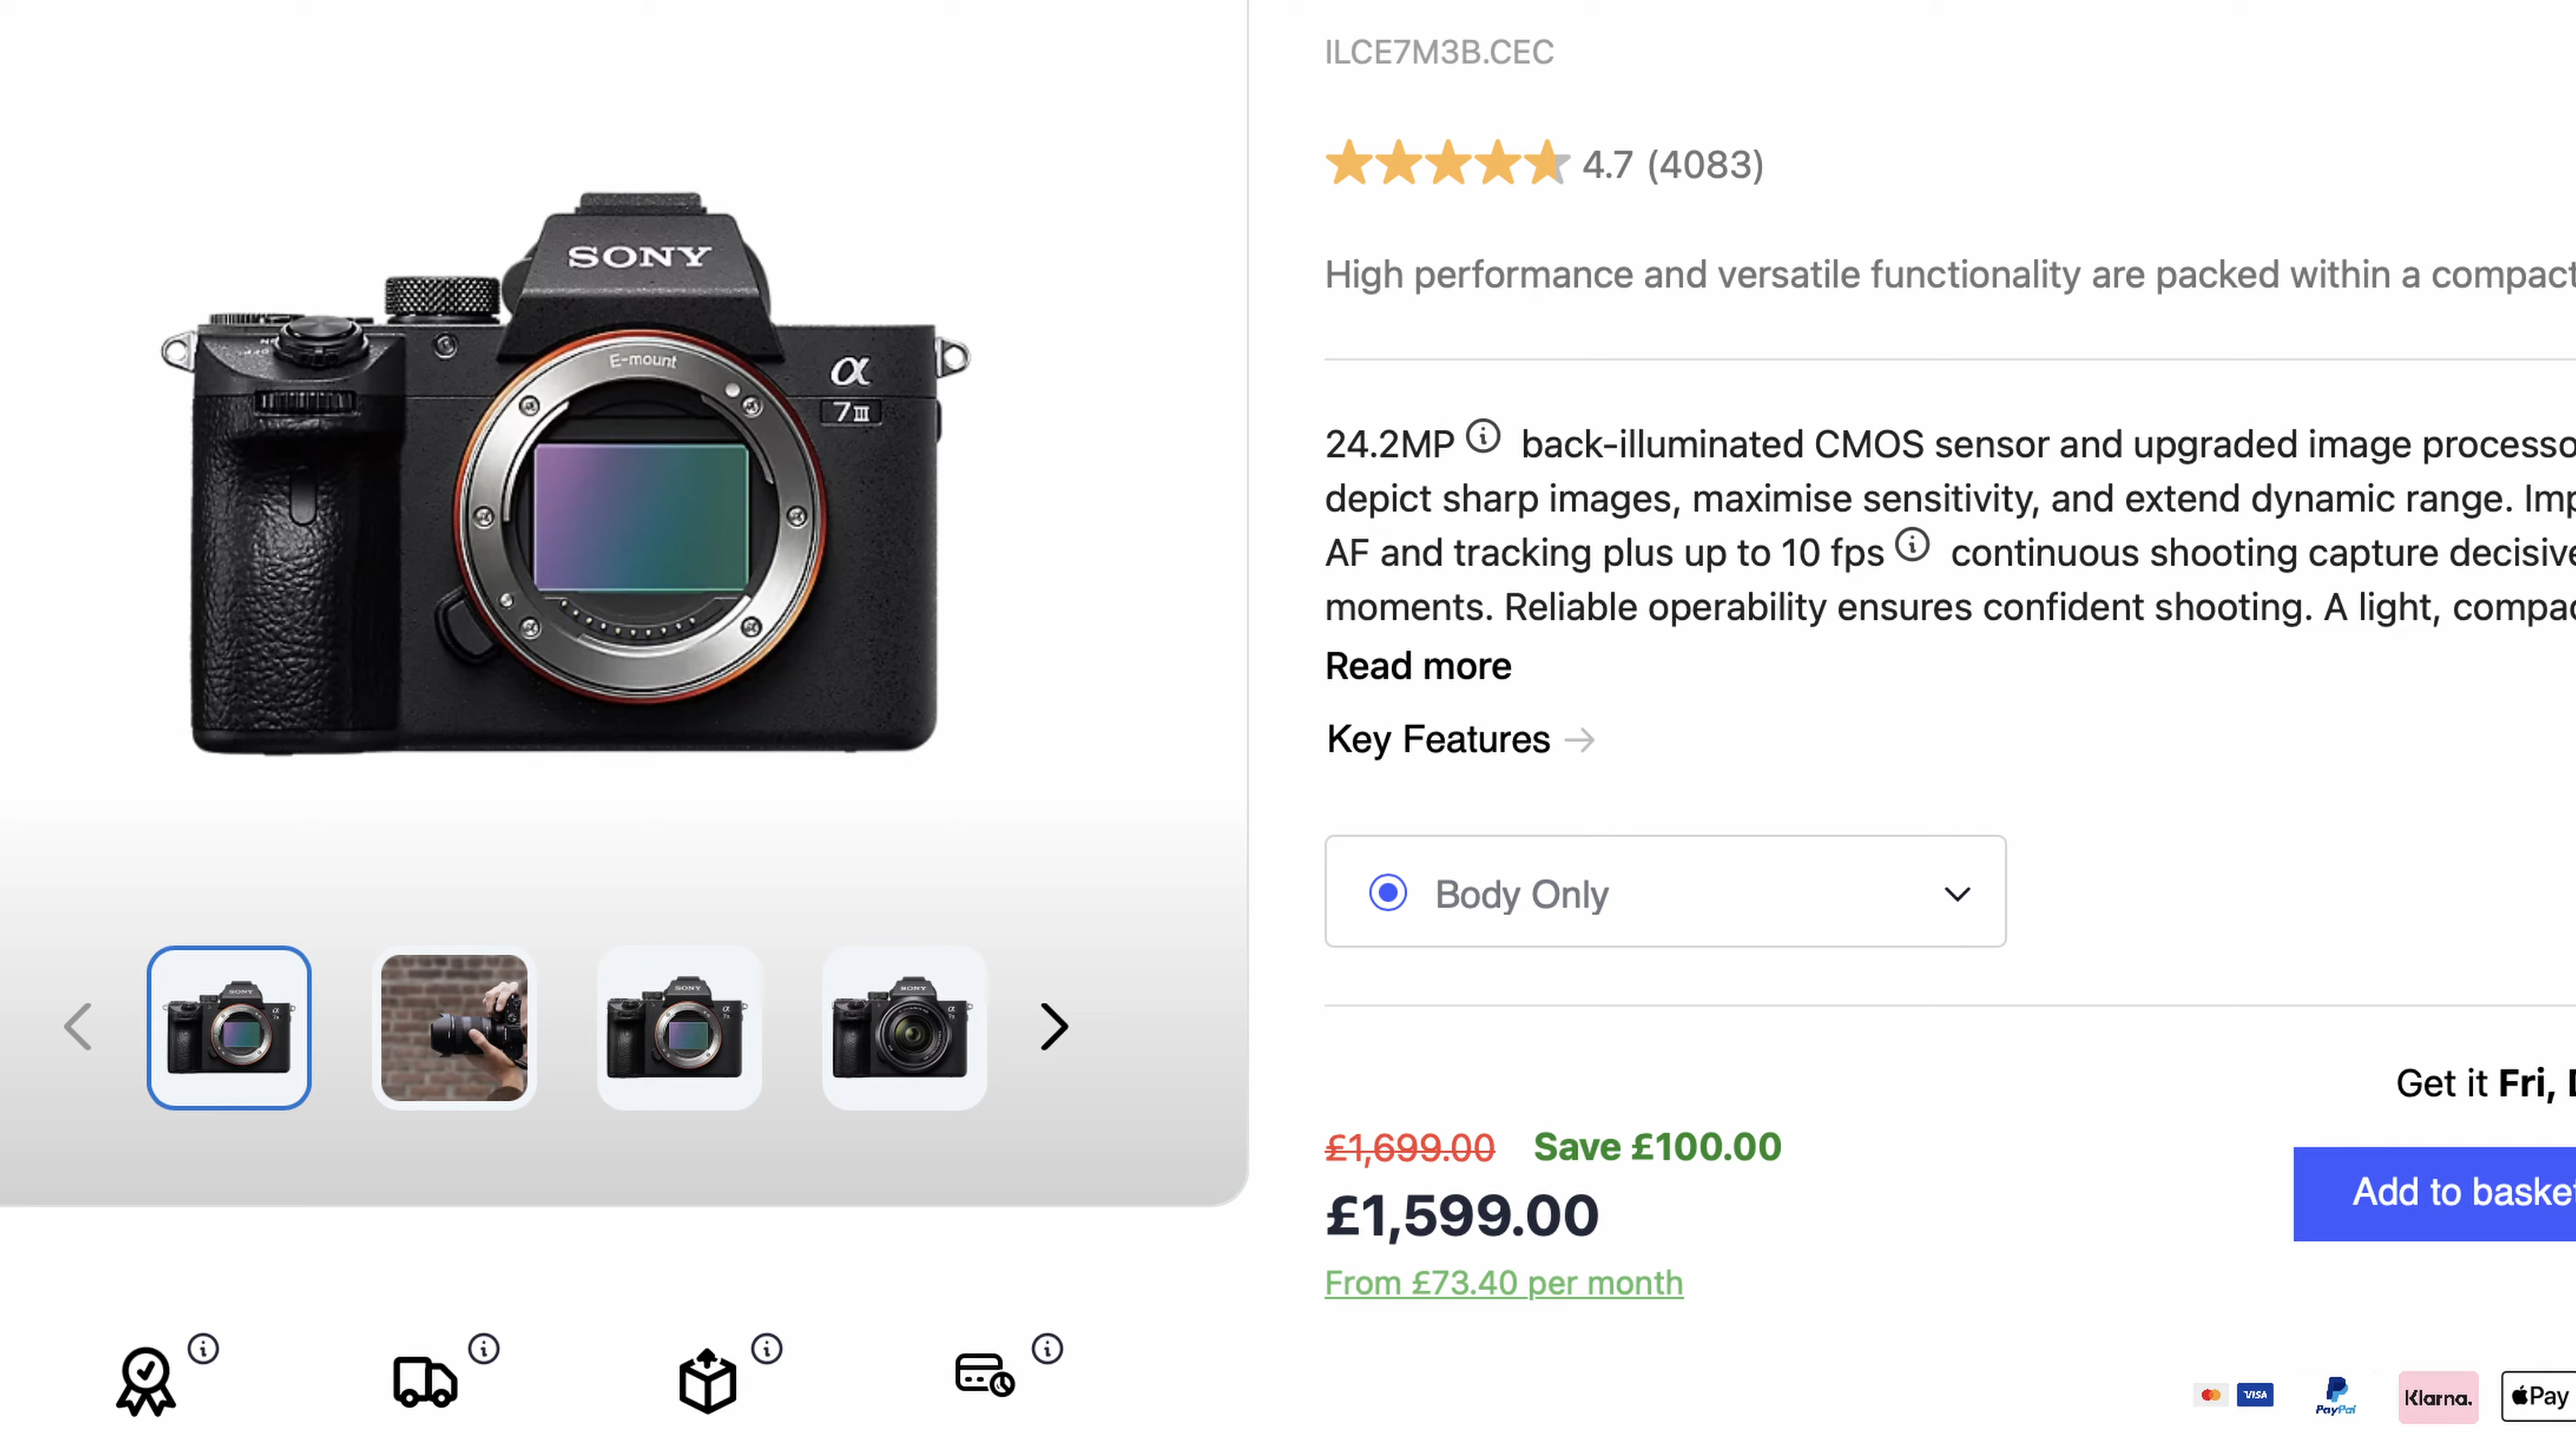 SONY
E-mount
α
7III
ILCE7M3B.CEC
4.7 (4083)
High performance and versatile functionality are packed within a compact
24.2MP back-illuminated CMOS sensor and upgraded image processo
depict sharp images, maximise sensitivity, and extend dynamic range. Imp
AF and tracking plus up to 10 fps continuous shooting capture decisive
moments. Reliable operability ensures confident shooting. A light, compac
Read more
Key Features →
Body Only
Get it Fri,
£1,699.00 Save £100.00
£1,599.00
Add to basket
From £73.40 per month
VISA
PayPal
Klarna.
Pay